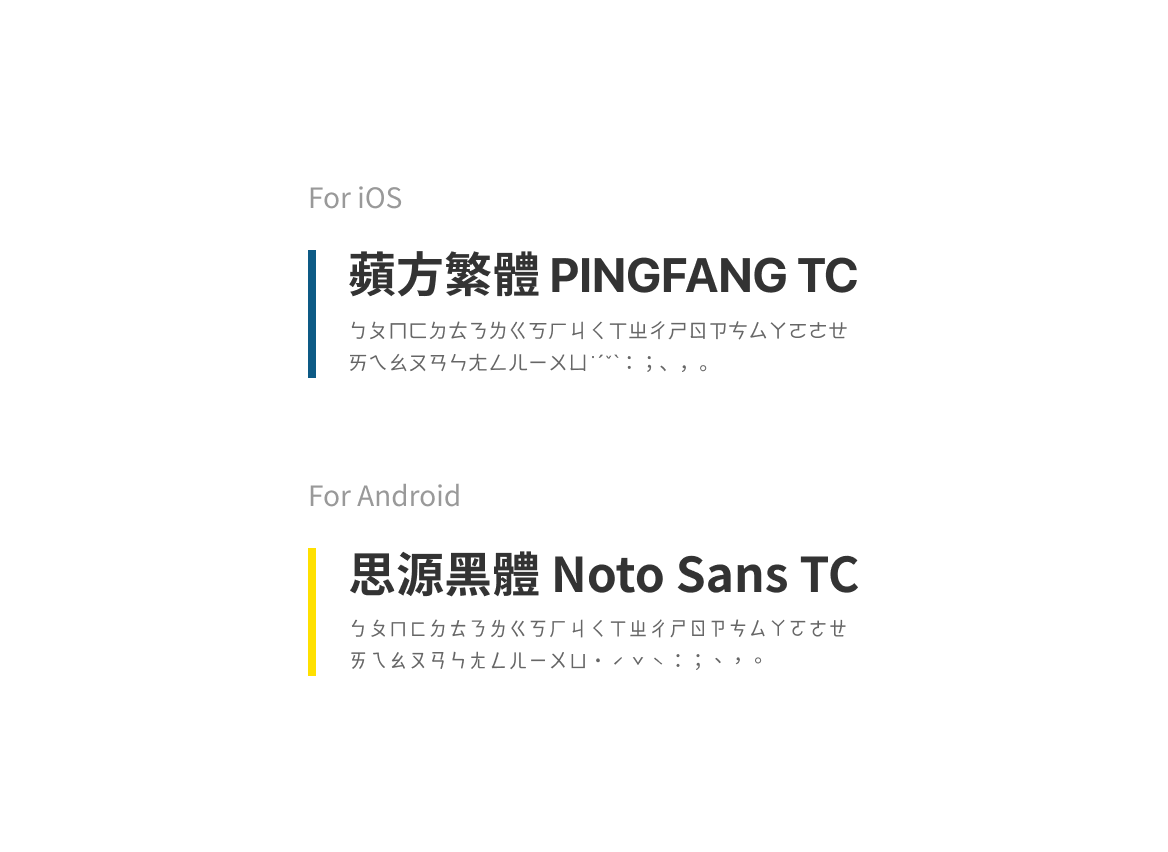 For iOS
蘋方繁體 PINGFANG TC
ㄅㄆㄇㄈㄉㄊㄋㄌㄍㄎㄏㄐㄑㄒㄓㄔㄕㄖㄗㄘㄙㄚㄛㄜㄝ
ㄞㄟㄠㄡㄢㄣㄤㄥㄦㄧㄨㄩ˙ˊˇˋ：；、，。
For Android
思源黑體 Noto Sans TC
ㄅㄆㄇㄈㄉㄊㄋㄌㄍㄎㄏㄐㄑㄒㄓㄔㄕㄖㄗㄘㄙㄚㄛㄜㄝ
ㄞㄟㄠㄡㄢㄣㄤㄥㄦㄧㄨㄩ˙ˊˇˋ：；、，。